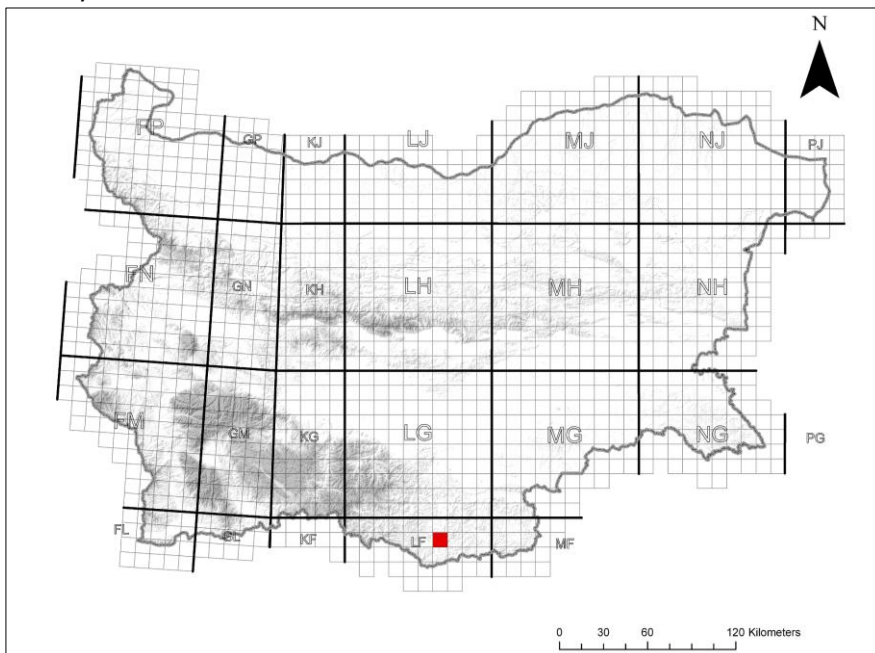 N
FP
GP
KJ
LJ
MJ
NJ
PJ
FN
GN
KH
LH
MH
NH
FM
GM
KG
LG
MG
NG
PG
FL
GL
KF
LF
MF
0 30 60 120 Kilometers